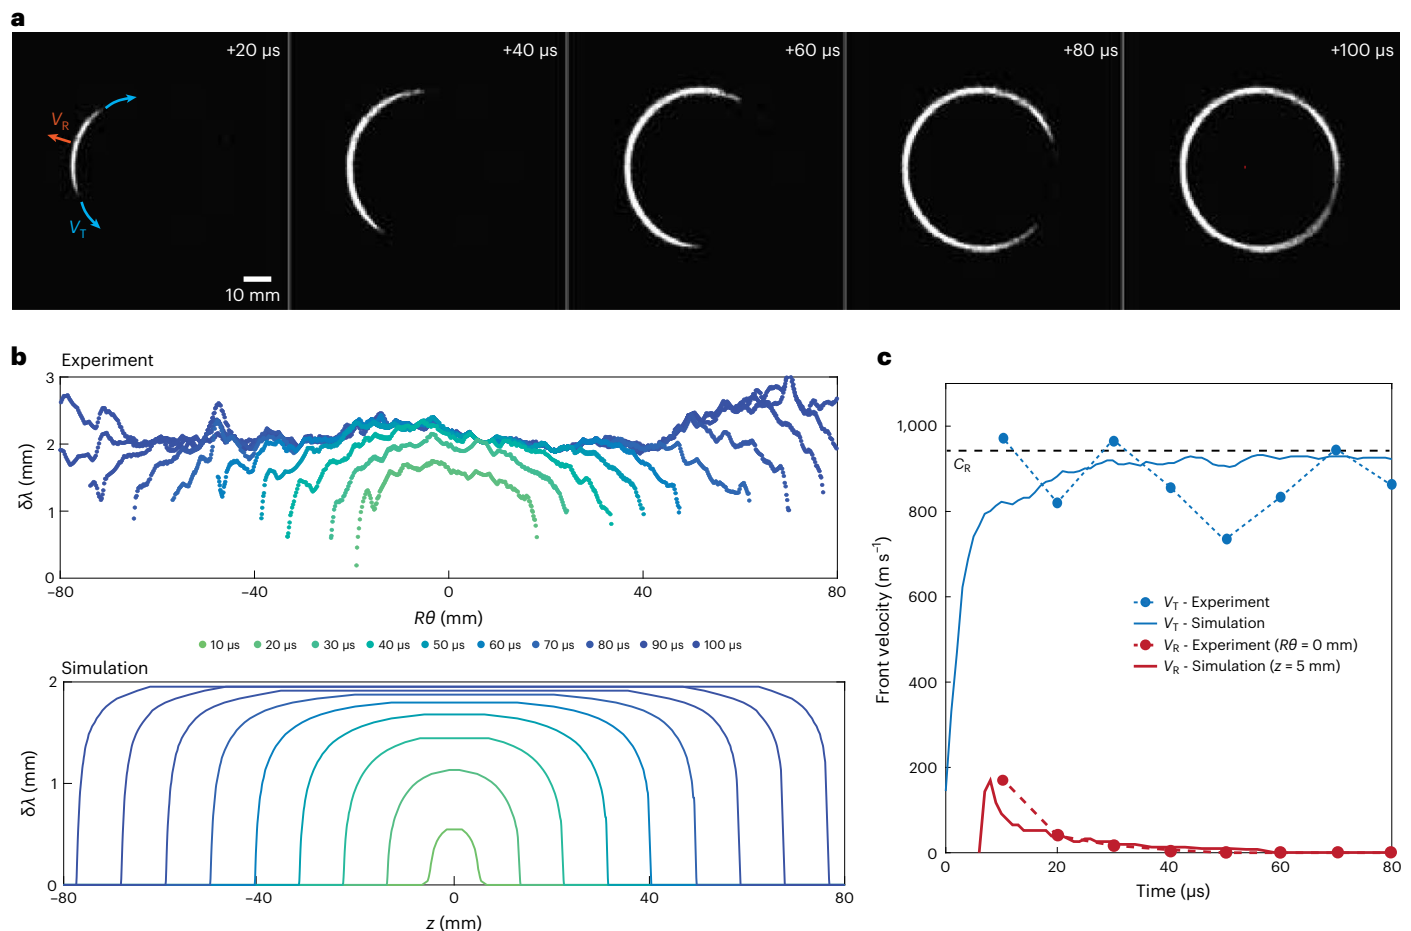 a
+20 µs
+40 µs
+60 µs
+80 µs
+100 µs
V_R
V_T
10 mm
b
Experiment
3
2
1
0
δλ (mm)
−80
−40
0
40
80
Rθ (mm)
10 µs 20 µs 30 µs 40 µs 50 µs 60 µs 70 µs 80 µs 90 µs 100 µs
Simulation
2
1
0
δλ (mm)
−80
−40
0
40
80
z (mm)
c
1,000
800
600
400
200
0
Front velocity (m s⁻¹)
C_R
V_T - Experiment
V_T - Simulation
V_R - Experiment (Rθ = 0 mm)
V_R - Simulation (z = 5 mm)
0
20
40
60
80
Time (µs)